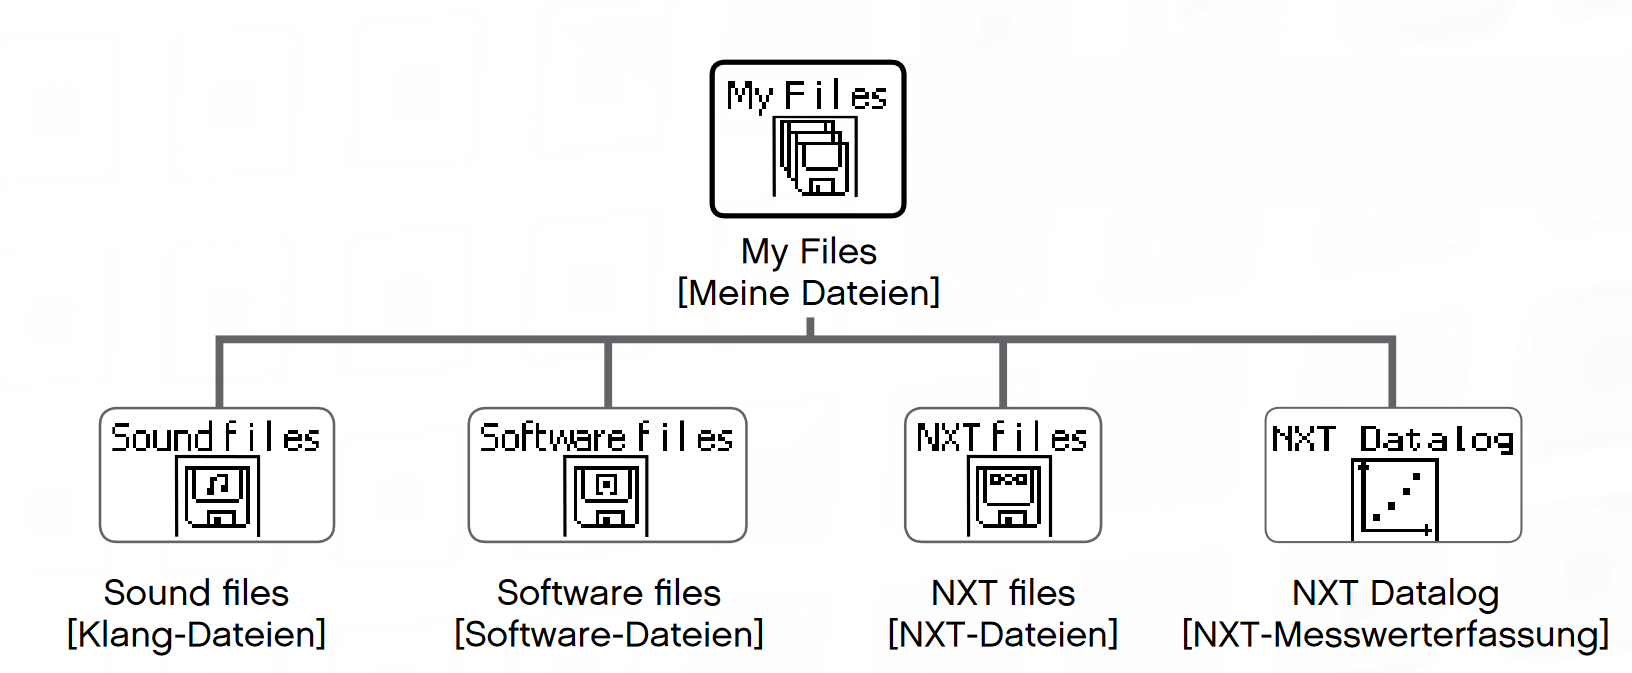 My Files
My Files
[Meine Dateien]
Sound files
Software files
NXT files
NXT Datalog
Sound files
[Klang-Dateien]
Software files
[Software-Dateien]
NXT files
[NXT-Dateien]
NXT Datalog
[NXT-Messwerterfassung]